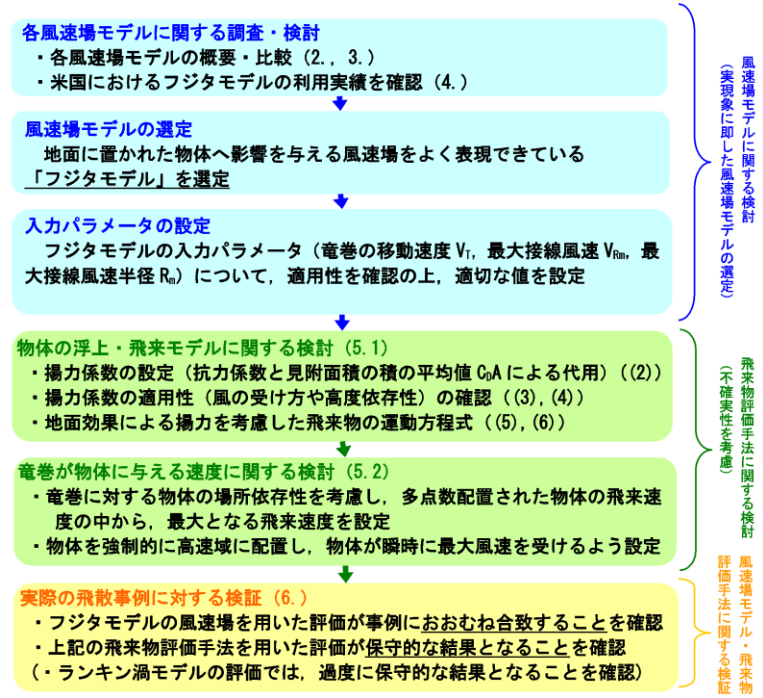 各風速場モデルに関する調査・検討
・各風速場モデルの概要・比較（2.，3.）
・米国におけるフジタモデルの利用実績を確認（4.）
風速場モデルの選定
地面に置かれた物体へ影響を与える風速場をよく表現できている
「フジタモデル」を選定
入力パラメータの設定
フジタモデルの入力パラメータ（竜巻の移動速度 VT，最大接線風速 VRm，最
大接線風速半径 Rm）について，適用性を確認の上，適切な値を設定
風速場モデルに関する検討
（実現象に即した風速場モデルの選定）
物体の浮上・飛来モデルに関する検討（5.1）
・揚力係数の設定（抗力係数と見附面積の積の平均値 CDA による代用）（(2)）
・揚力係数の適用性（風の受け方や高度依存性）の確認（(3),(4)）
・地面効果による揚力を考慮した飛来物の運動方程式（(5),(6)）
竜巻が物体に与える速度に関する検討（5.2）
・竜巻に対する物体の場所依存性を考慮し，多点数配置された物体の飛来速
度の中から，最大となる飛来速度を設定
・物体を強制的に高速域に配置し，物体が瞬時に最大風速を受けるよう設定
飛来物評価手法に関する検討
（不確実性を考慮）
実際の飛散事例に対する検証（6.）
・フジタモデルの風速場を用いた評価が事例におおむね合致することを確認
・上記の飛来物評価手法を用いた評価が保守的な結果となることを確認
（・ランキン渦モデルの評価では，過度に保守的な結果となることを確認）
風速場モデル・飛来物
評価手法に関する検証